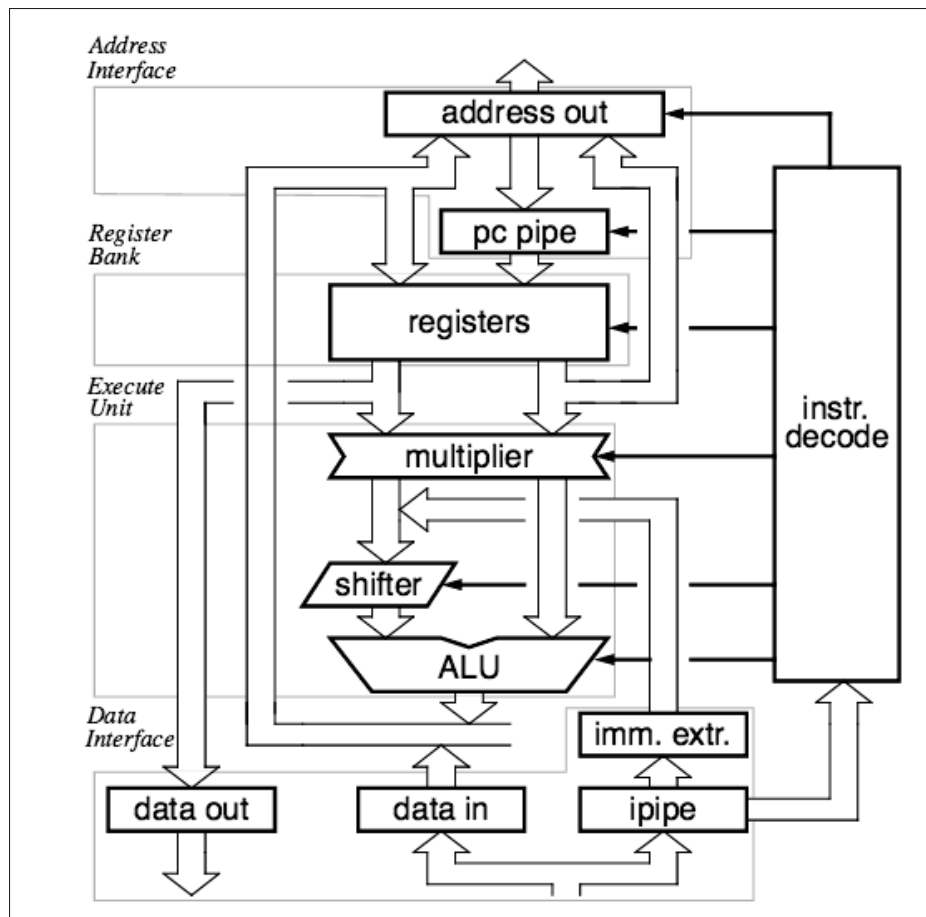 Address
Interface
address out
pc pipe
Register
Bank
registers
Execute
Unit
instr.
decode
multiplier
shifter
ALU
Data
Interface
imm. extr.
data out
data in
ipipe